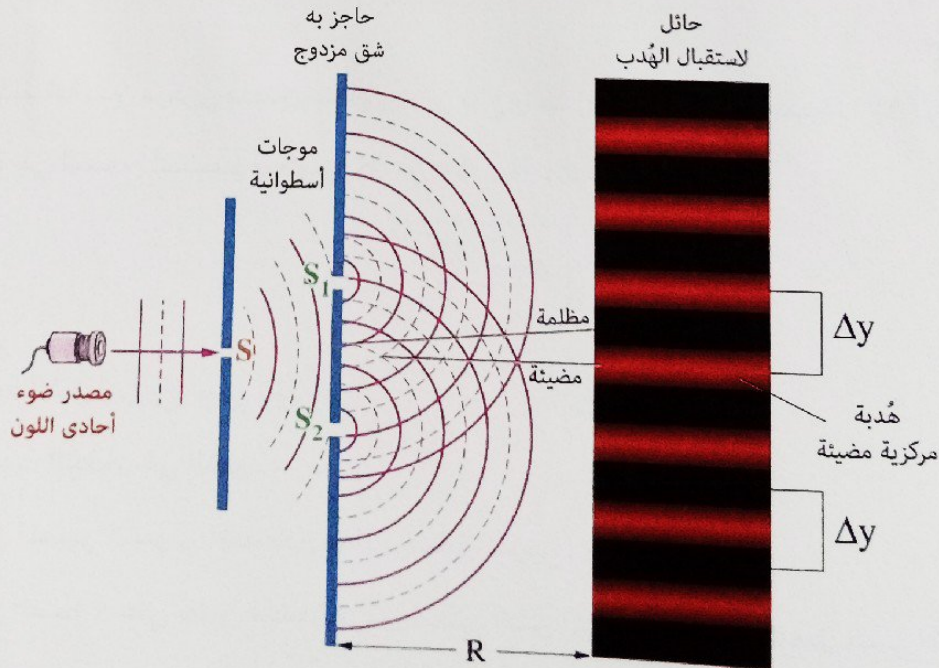 حاجز به
شق مزدوج
حائل
لاستقبال الهُدب
موجات
أسطوانية
S₁
مظلمة
Δy
S
مضيئة
مصدر ضوء
أحادى اللون
S₂
هُدبة
مركزية مضيئة
Δy
R